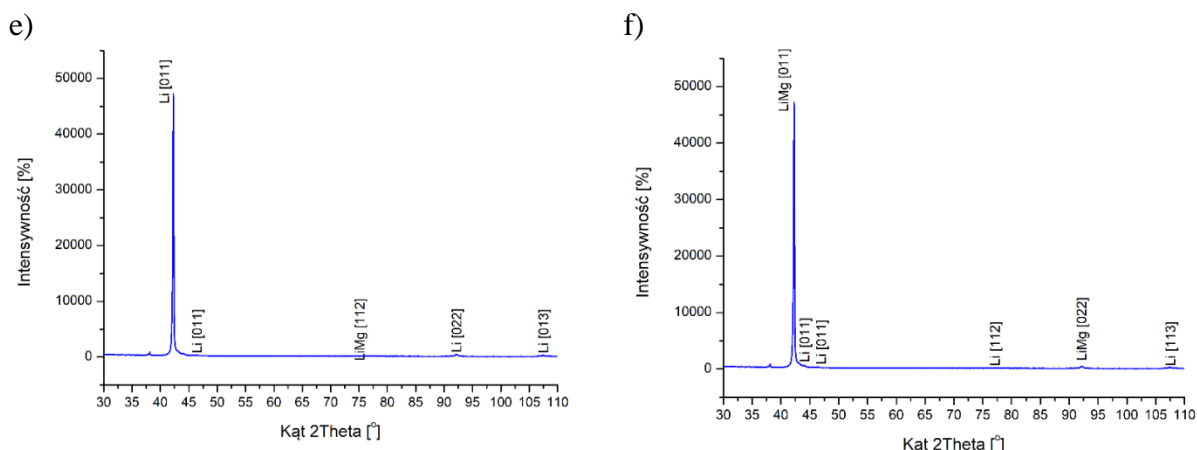 e)
50000
40000
30000
20000
10000
0
Intensywność [%]
Li [011]
Li [011]
LiMg [112]
Li [022]
Li [013]
30 35 40 45 50 55 60 65 70 75 80 85 90 95 100 105 110
Kąt 2Theta [°]
f)
50000
40000
30000
20000
10000
0
Intensywność [%]
LiMg [011]
Li [011]
Li [011]
Li [112]
LiMg [022]
Li [113]
30 35 40 45 50 55 60 65 70 75 80 85 90 95 100 105 110
Kat 2Theta [°]